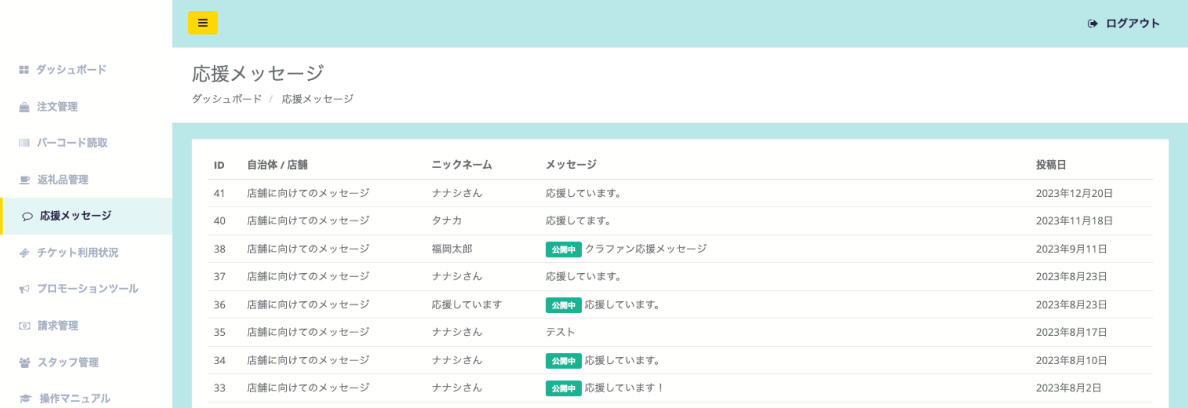 ログアウト
ダッシュボード
注文管理
バーコード読取
返礼品管理
応援メッセージ
チケット利用状況
プロモーションツール
請求管理
スタッフ管理
操作マニュアル
応援メッセージ
ダッシュボード / 応援メッセージ
ID 自治体 / 店舗 ニックネーム メッセージ 投稿日
41 店舗に向けてのメッセージ ナナシさん 応援しています。 2023年12月20日
40 店舗に向けてのメッセージ タナカ 応援してます。 2023年11月18日
38 店舗に向けてのメッセージ 福岡太郎 公開中 クラファン応援メッセージ 2023年9月11日
37 店舗に向けてのメッセージ ナナシさん 応援しています。 2023年8月23日
36 店舗に向けてのメッセージ 応援しています 公開中 応援しています。 2023年8月23日
35 店舗に向けてのメッセージ ナナシさん テスト 2023年8月17日
34 店舗に向けてのメッセージ ナナシさん 公開中 応援しています。 2023年8月10日
33 店舗に向けてのメッセージ ナナシさん 公開中 応援しています！ 2023年8月2日